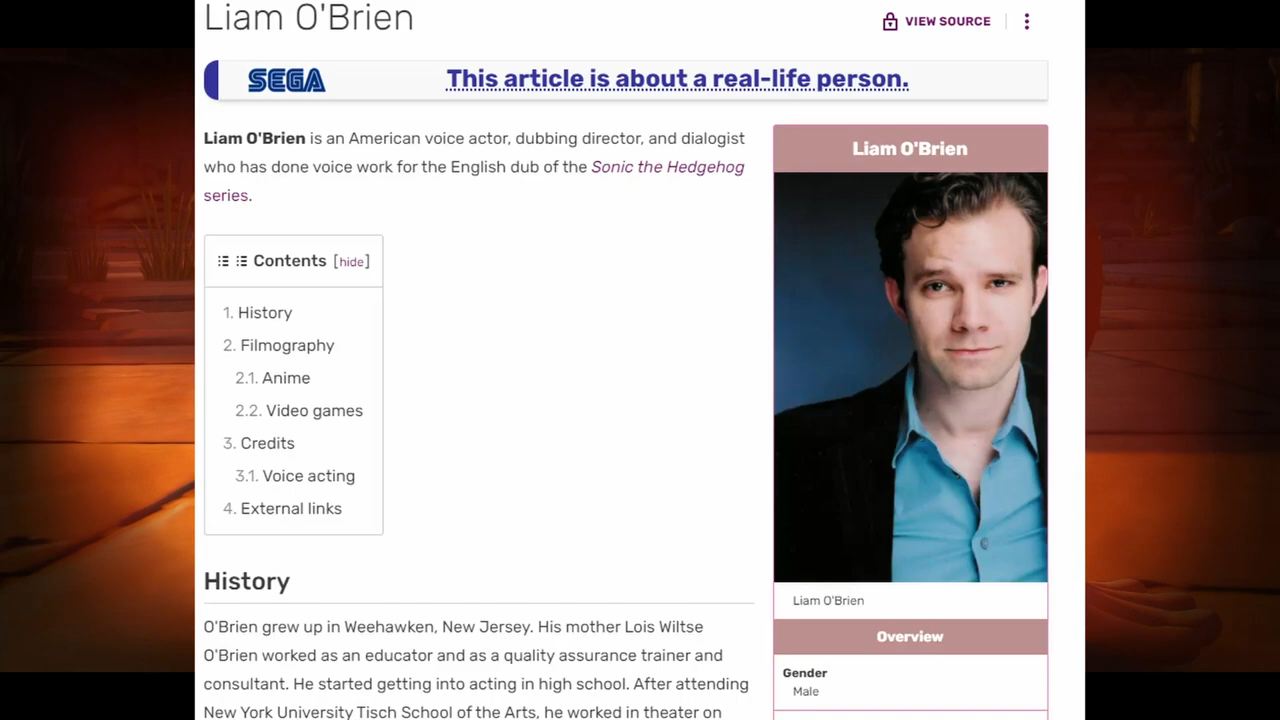 Liam O'Brien
VIEW SOURCE
SEGA
This article is about a real-life person.
Liam O'Brien is an American voice actor, dubbing director, and dialogist
who has done voice work for the English dub of the Sonic the Hedgehog
series.
Contents [hide]
1. History
2. Filmography
2.1. Anime
2.2. Video games
3. Credits
3.1. Voice acting
4. External links
History
O'Brien grew up in Weehawken, New Jersey. His mother Lois Wiltse
O'Brien worked as an educator and as a quality assurance trainer and
consultant. He started getting into acting in high school. After attending
New York University Tisch School of the Arts, he worked in theater on
Liam O'Brien
Liam O'Brien
Overview
Gender
Male